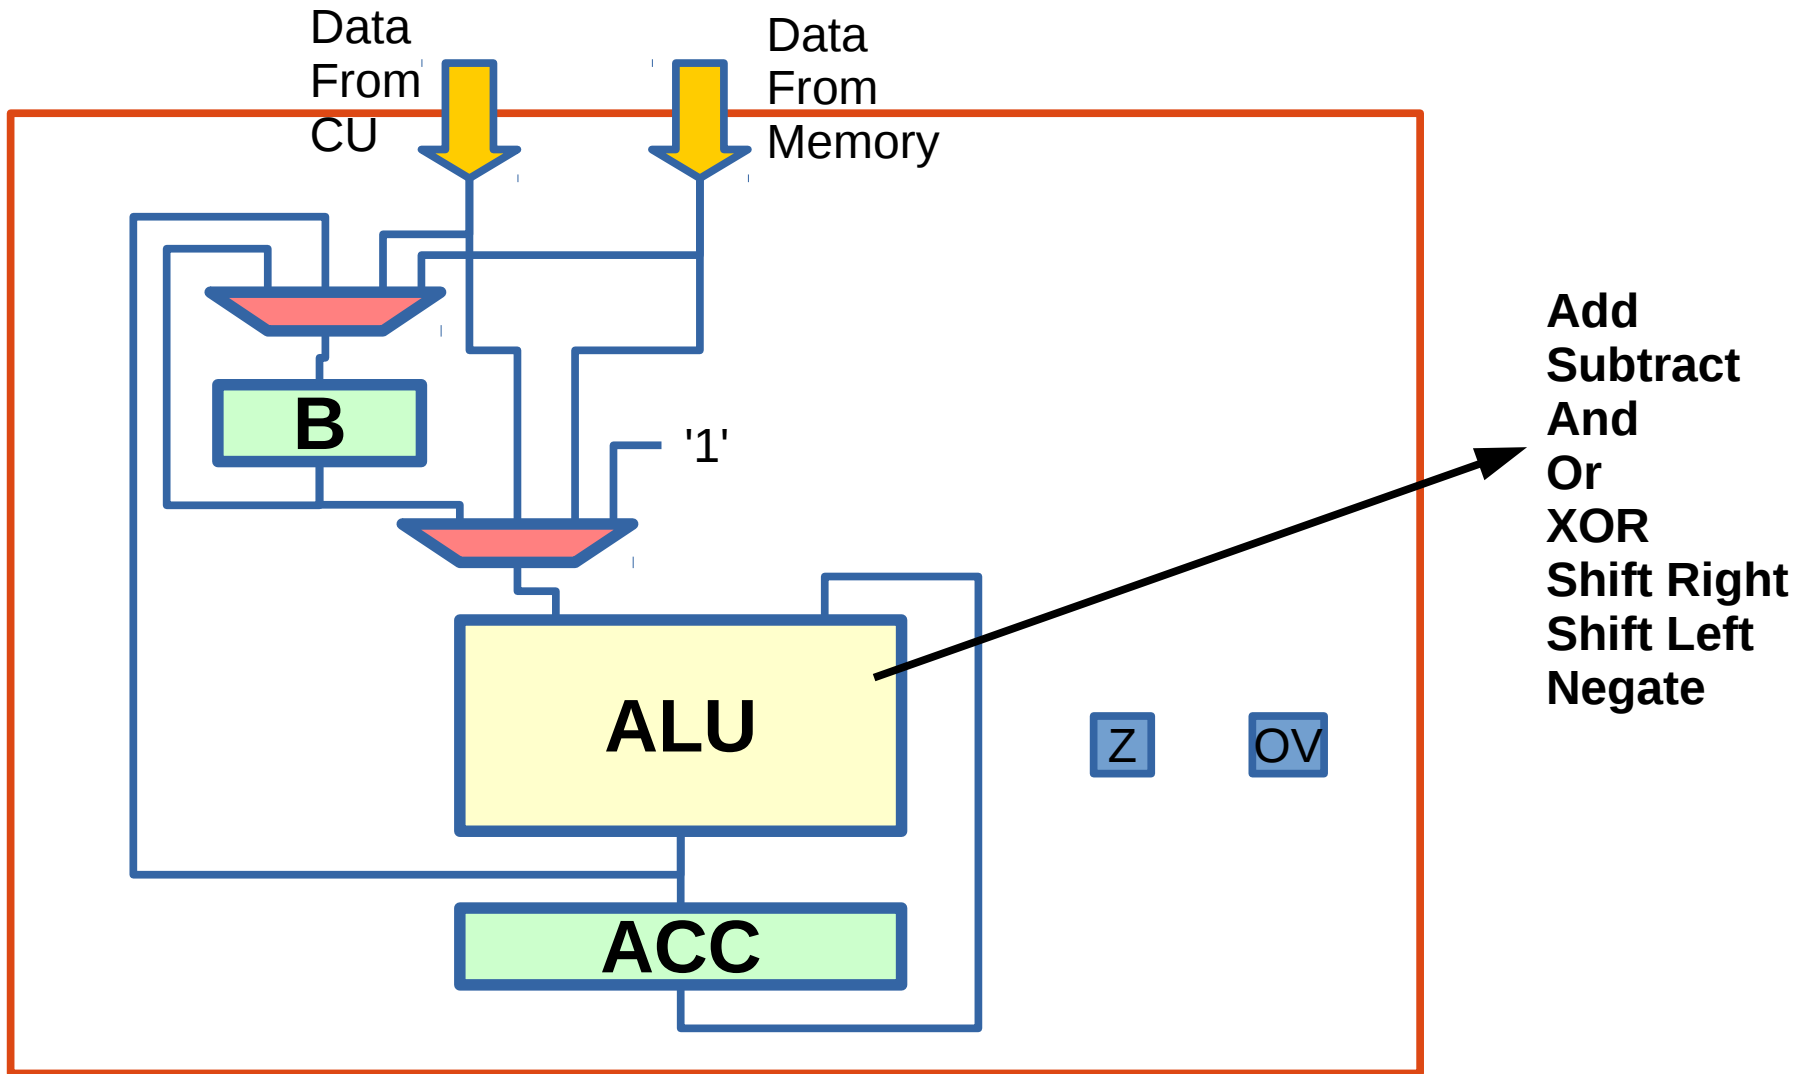 Data
From
CU
Data
From
Memory
B
'1'
ALU
ACC
Z
OV
Add
Subtract
And
Or
XOR
Shift Right
Shift Left
Negate